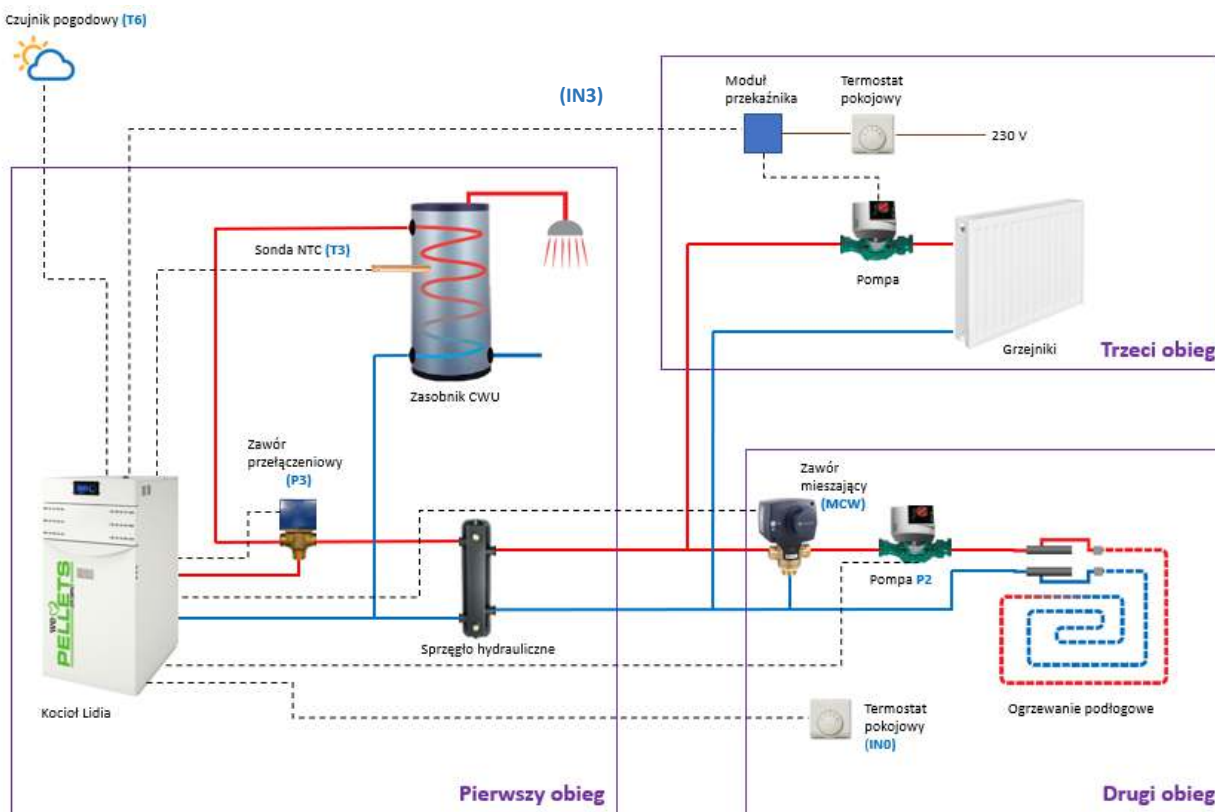 Czujnik pogodowy (T6)
(IN3)
Moduł
przekaźnika
Termostat
pokojowy
230 V
Sonda NTC (T3)
Pompa
Grzejniki
Trzeci obieg
Zasobnik CWU
Zawór
przełączeniowy
(P3)
Zawór
mieszający
(MCW)
Pompa P2
Sprzęgło hydrauliczne
PELLETS
Kocioł Lidia
Termostat
pokojowy
(IN0)
Ogrzewanie podłogowe
Pierwszy obieg
Drugi obieg